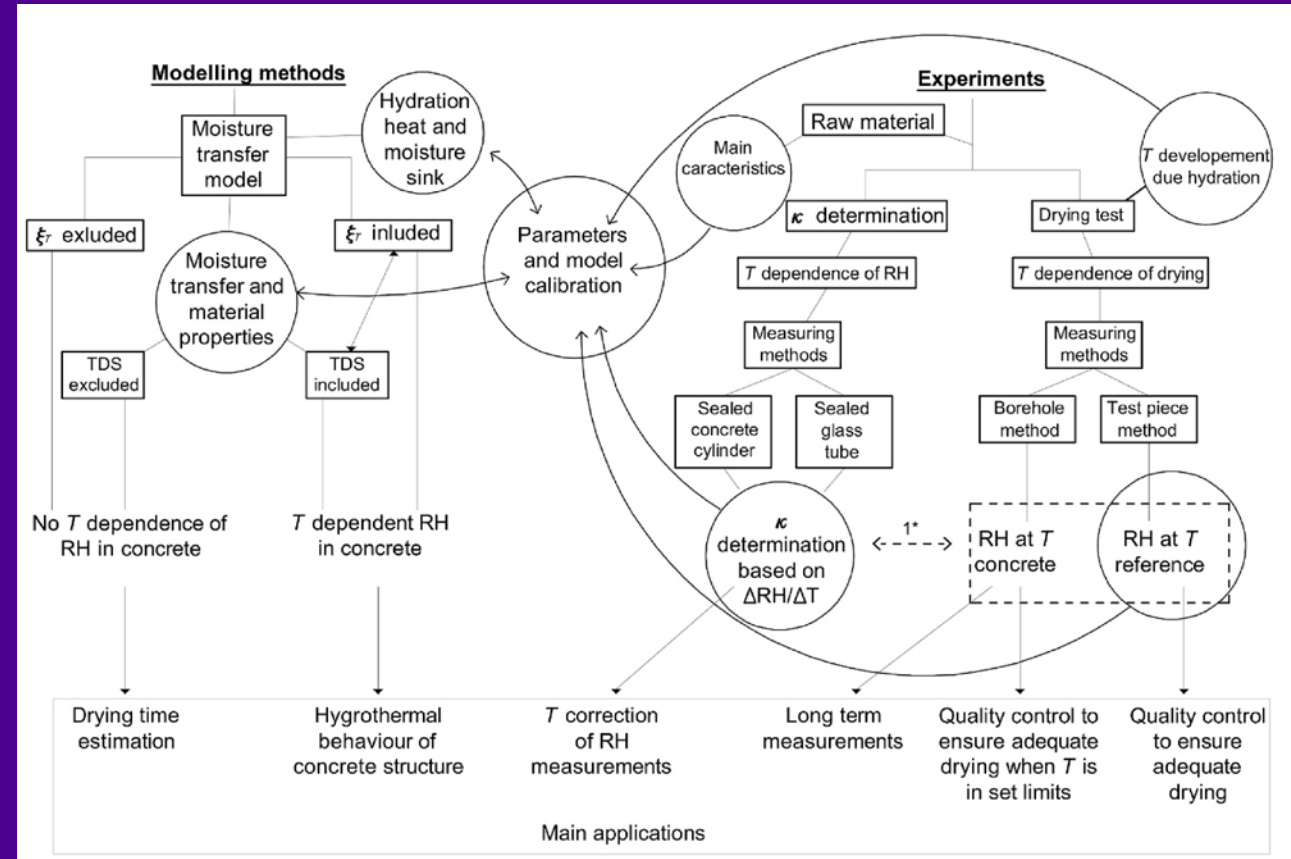 Modelling methods
Moisture
transfer
model
Hydration
heat and
moisture
sink
ξT exluded
ξT inluded
Moisture
transfer and
material
properties
TDS
excluded
TDS
included
No T dependence of
RH in concrete
T dependent RH
in concrete
Parameters
and model
calibration
Experiments
Raw material
Main
caracteristics
T developement
due hydration
κ determination
Drying test
T dependence of RH
T dependence of drying
Measuring
methods
Measuring
methods
Sealed
concrete
cylinder
Sealed
glass
tube
Borehole
method
Test piece
method
κ
determination
based on
ΔRH/ΔT
1*
RH at T
concrete
RH at T
reference
Drying time
estimation
Hygrothermal
behaviour of
concrete structure
T correction
of RH
measurements
Long term
measurements
Quality control to
ensure adequate
drying when T is
in set limits
Quality control
to ensure
adequate
drying
Main applications